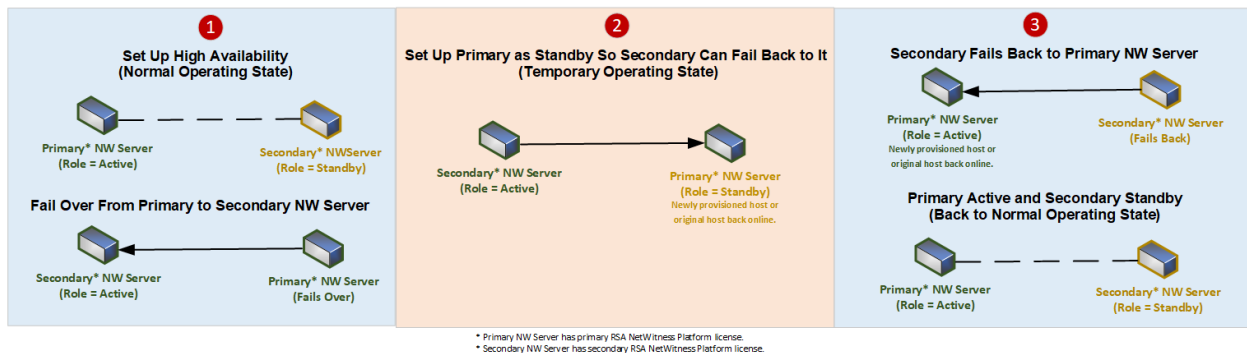 1
Set Up High Availability
(Normal Operating State)
Primary* NW Server
(Role = Active)
Secondary* NWServer
(Role = Standby)
Fail Over From Primary to Secondary NW Server
Secondary* NW Server
(Role = Active)
Primary* NW Server
(Fails Over)
2
Set Up Primary as Standby So Secondary Can Fail Back to It
(Temporary Operating State)
Secondary* NW Server
(Role = Active)
Primary* NW Server
(Role = Standby)
Newly provisioned host or
original host back online.
3
Secondary Fails Back to Primary NW Server
Primary* NW Server
(Role = Active)
Newly provisioned host or
original host back online.
Secondary* NW Server
(Fails Back)
Primary Active and Secondary Standby
(Back to Normal Operating State)
Primary* NW Server
(Role = Active)
Secondary* NW Server
(Role = Standby)
* Primary NW Server has primary RSA NetWitness Platform license.
* Secondary NW Server has secondary RSA NetWitness Platform license.